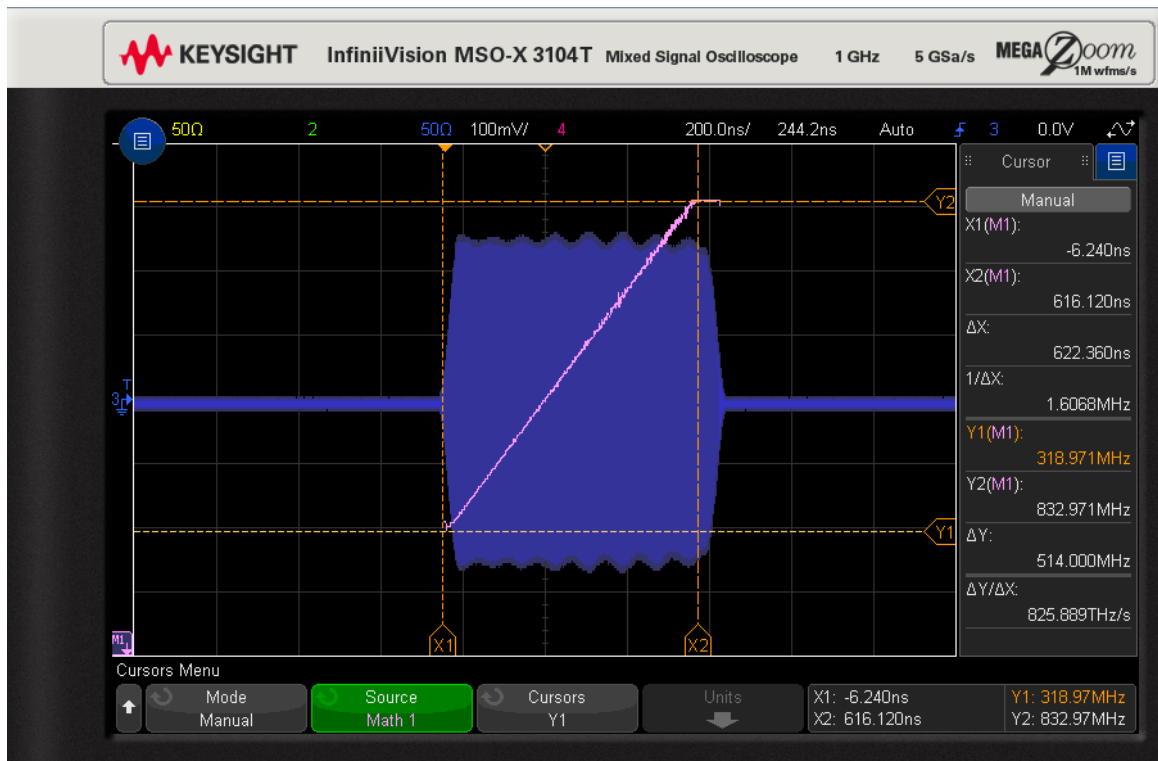 KEYSIGHT InfiniiVision MSO-X 3104T Mixed Signal Oscilloscope 1 GHz 5 GSa/s MEGA Zoom
1M wfms/s
50Ω 2 50Ω 100mV/ 4 200.0ns/ 244.2ns Auto 3 0.0V
Cursor
Manual
Y2
X1(M1):
-6.240ns
X2(M1):
616.120ns
ΔX:
622.360ns
1/ΔX:
T
3
1.6068MHz
Y1(M1):
318.971MHz
Y2(M1):
832.971MHz
Y1
ΔY:
514.000MHz
ΔY/ΔX:
825.889THz/s
M1
X1 X2
Cursors Menu
Mode Source Cursors Units X1: -6.240ns Y1: 318.97MHz
Manual Math 1 Y1 X2: 616.120ns Y2: 832.97MHz